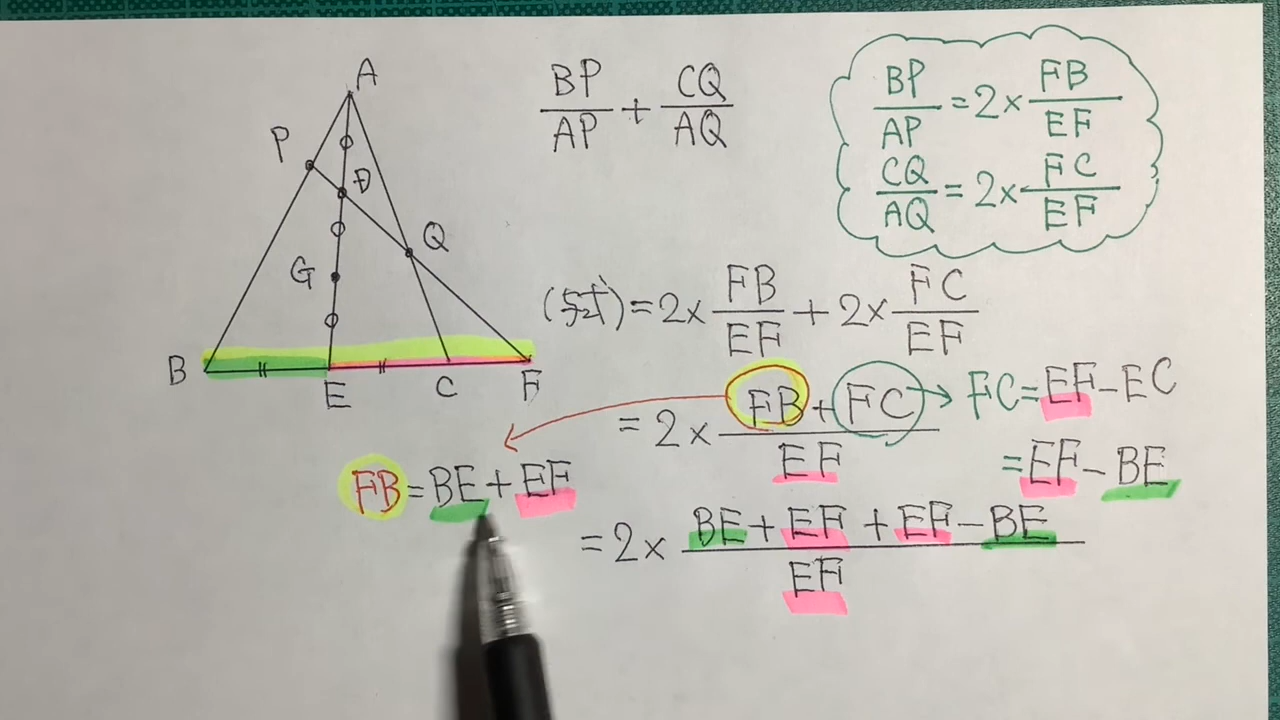 A
P
D
Q
G
B E C F
BP/AP + CQ/AQ
BP/AP = 2× FB/EF
CQ/AQ = 2× FC/EF
(준식) = 2× FB/EF + 2× FC/EF
= 2× (FB + FC)/EF → FC = EF – EC
= EF – BE
FB = BE + EF
= 2× (BE + EF + EF – BE)/EF